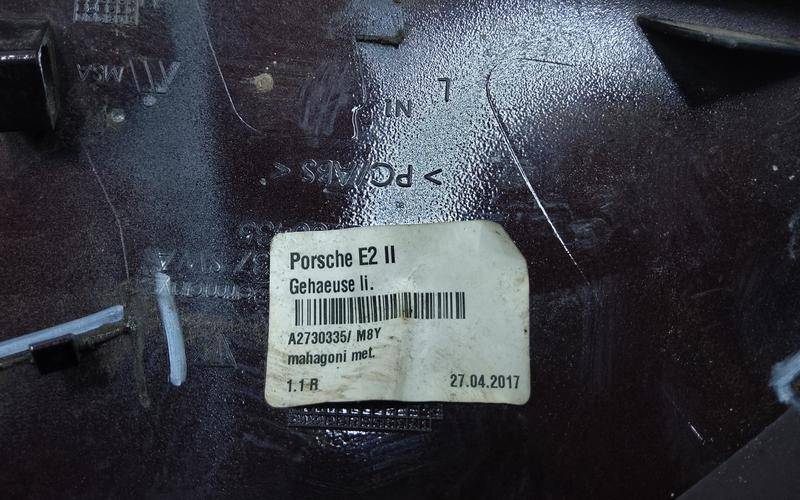 L
>PC/ABS<
Porsche E2 II
Gehaeuse li.
A2730335/ M8Y
mahagoni met.
1.1 R 27.04.2017